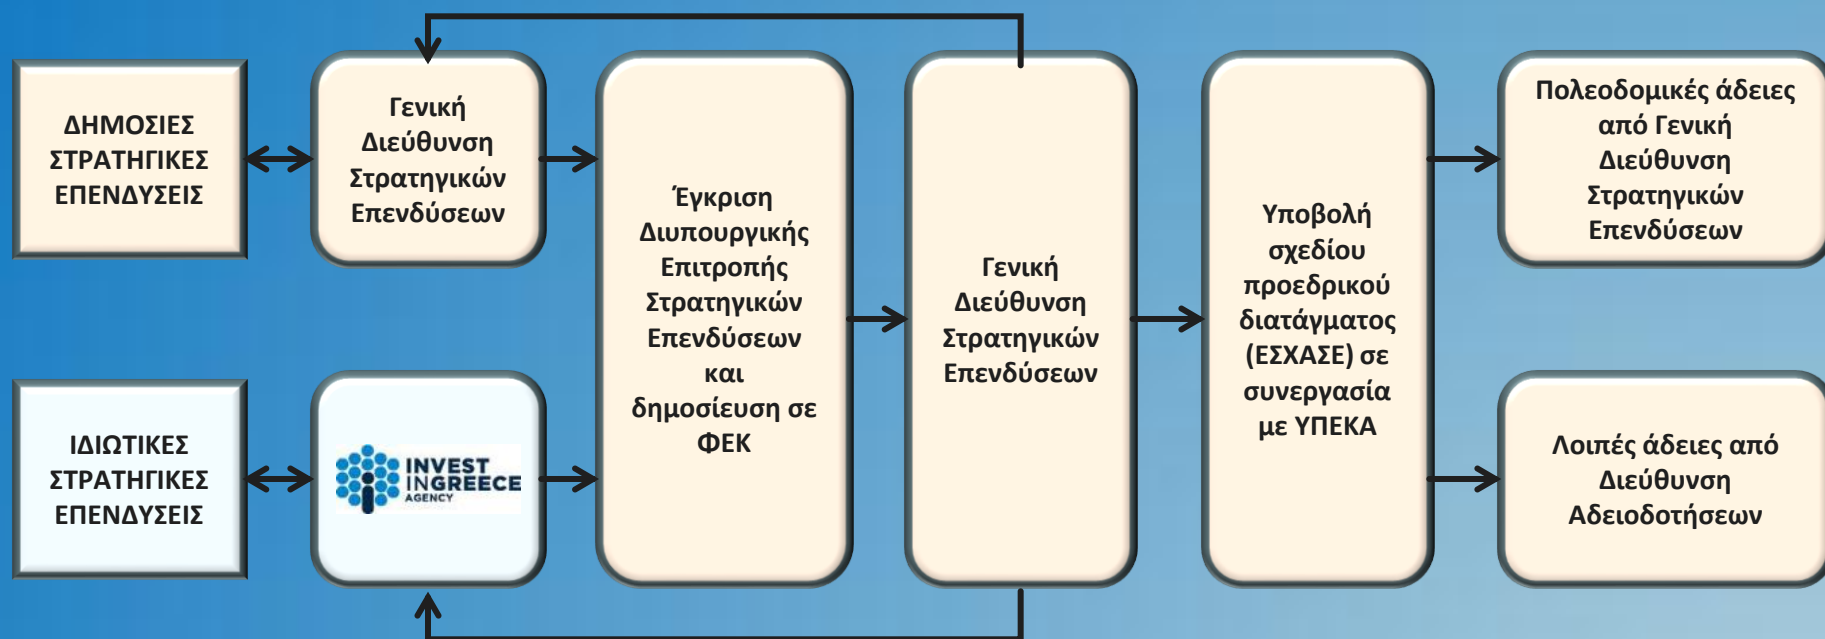 ΔΗΜΟΣΙΕΣ
ΣΤΡΑΤΗΓΙΚΕΣ
ΕΠΕΝΔΥΣΕΙΣ
Γενική
Διεύθυνση
Στρατηγικών
Επενδύσεων
ΙΔΙΩΤΙΚΕΣ
ΣΤΡΑΤΗΓΙΚΕΣ
ΕΠΕΝΔΥΣΕΙΣ
INVEST
INGREECE
AGENCY
Έγκριση
Διυπουργικής
Επιτροπής
Στρατηγικών
Επενδύσεων
και
δημοσίευση σε
ΦΕΚ
Γενική
Διεύθυνση
Στρατηγικών
Επενδύσεων
Υποβολή
σχεδίου
προεδρικού
διατάγματος
(ΕΣΧΑΣΕ) σε
συνεργασία
με ΥΠΕΚΑ
Πολεοδομικές άδειες
από Γενική
Διεύθυνση
Στρατηγικών
Επενδύσεων
Λοιπές άδειες από
Διεύθυνση
Αδειοδοτήσεων